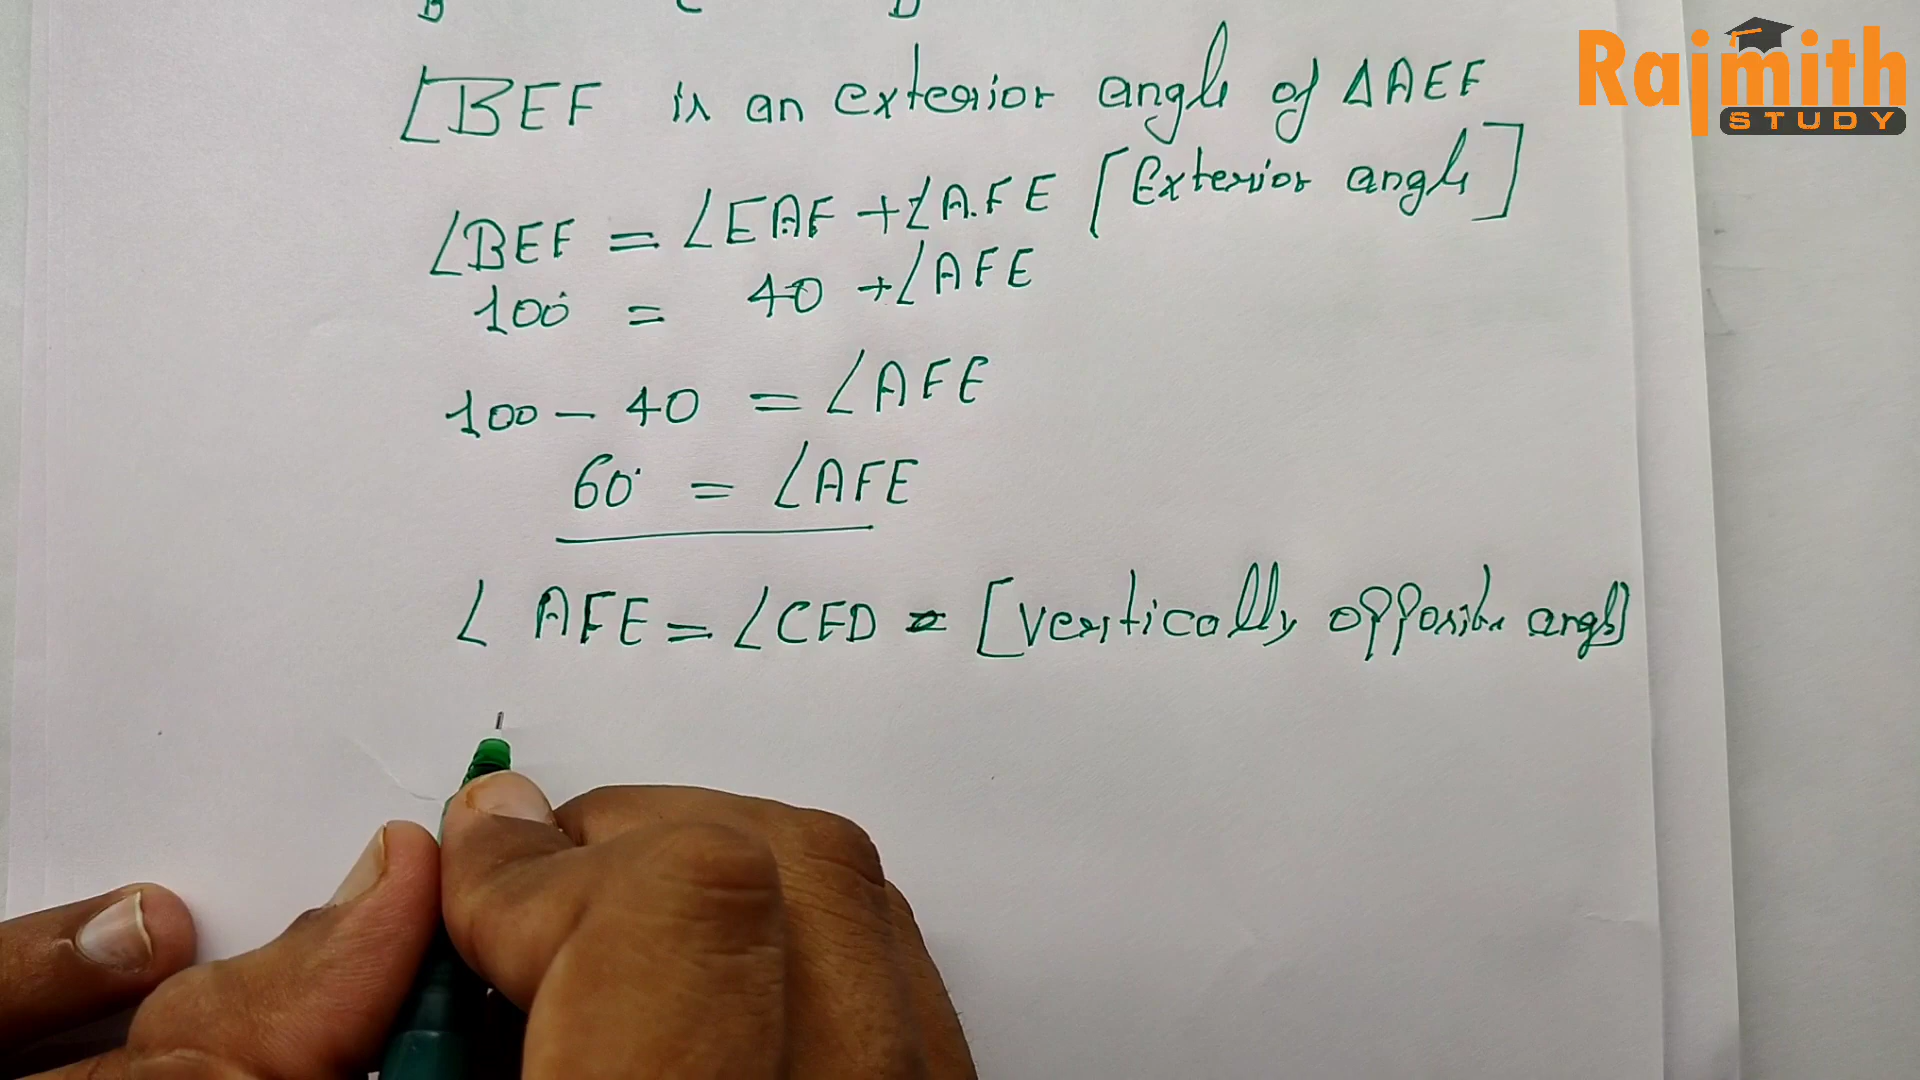 B C D
∠BEF is an exterior angle of ΔAEF
∠BEF = ∠EAF + ∠AFE [Exterior angle]
100° = 40 + ∠AFE
100 - 40 = ∠AFE
60° = ∠AFE
∠ AFE = ∠CFD = [vertically opposite angle]
Rajmith
STUDY